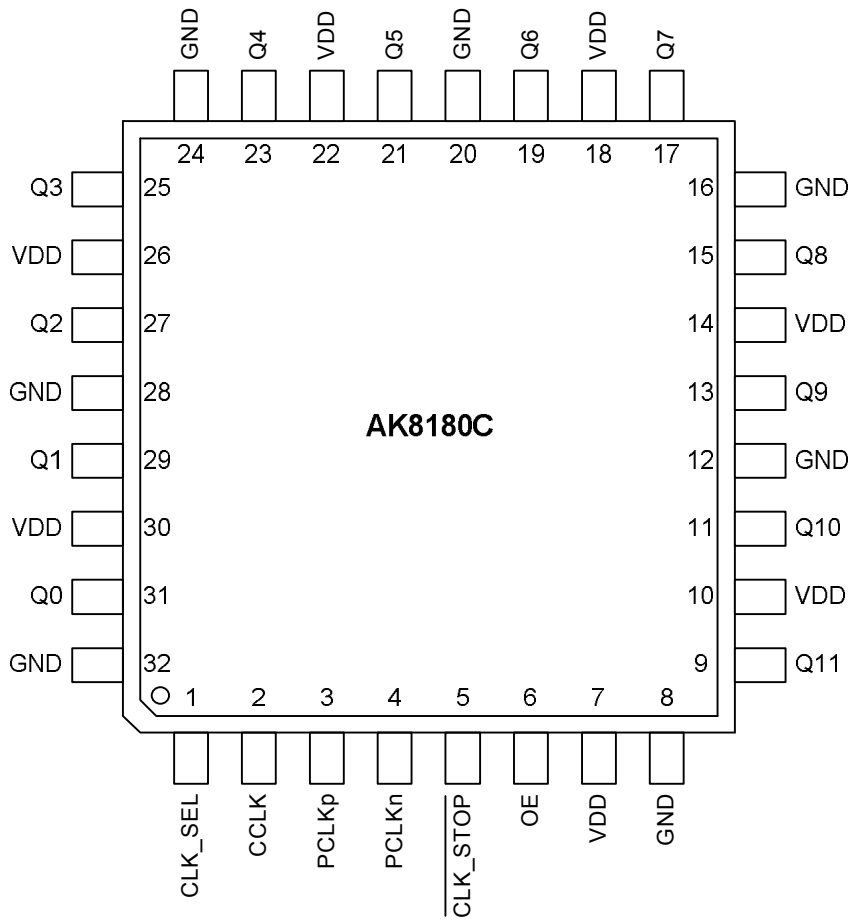 GND Q4 VDD Q5 GND Q6 VDD Q7
24 23 22 21 20 19 18 17
Q3 25 16 GND
VDD 26 15 Q8
Q2 27 14 VDD
GND 28 13 Q9
AK8180C
Q1 29 12 GND
VDD 30 11 Q10
Q0 31 10 VDD
GND 32 9 Q11
1 2 3 4 5 6 7 8
CLK_SEL CCLK PCLKp PCLKn CLK_STOP OE VDD GND